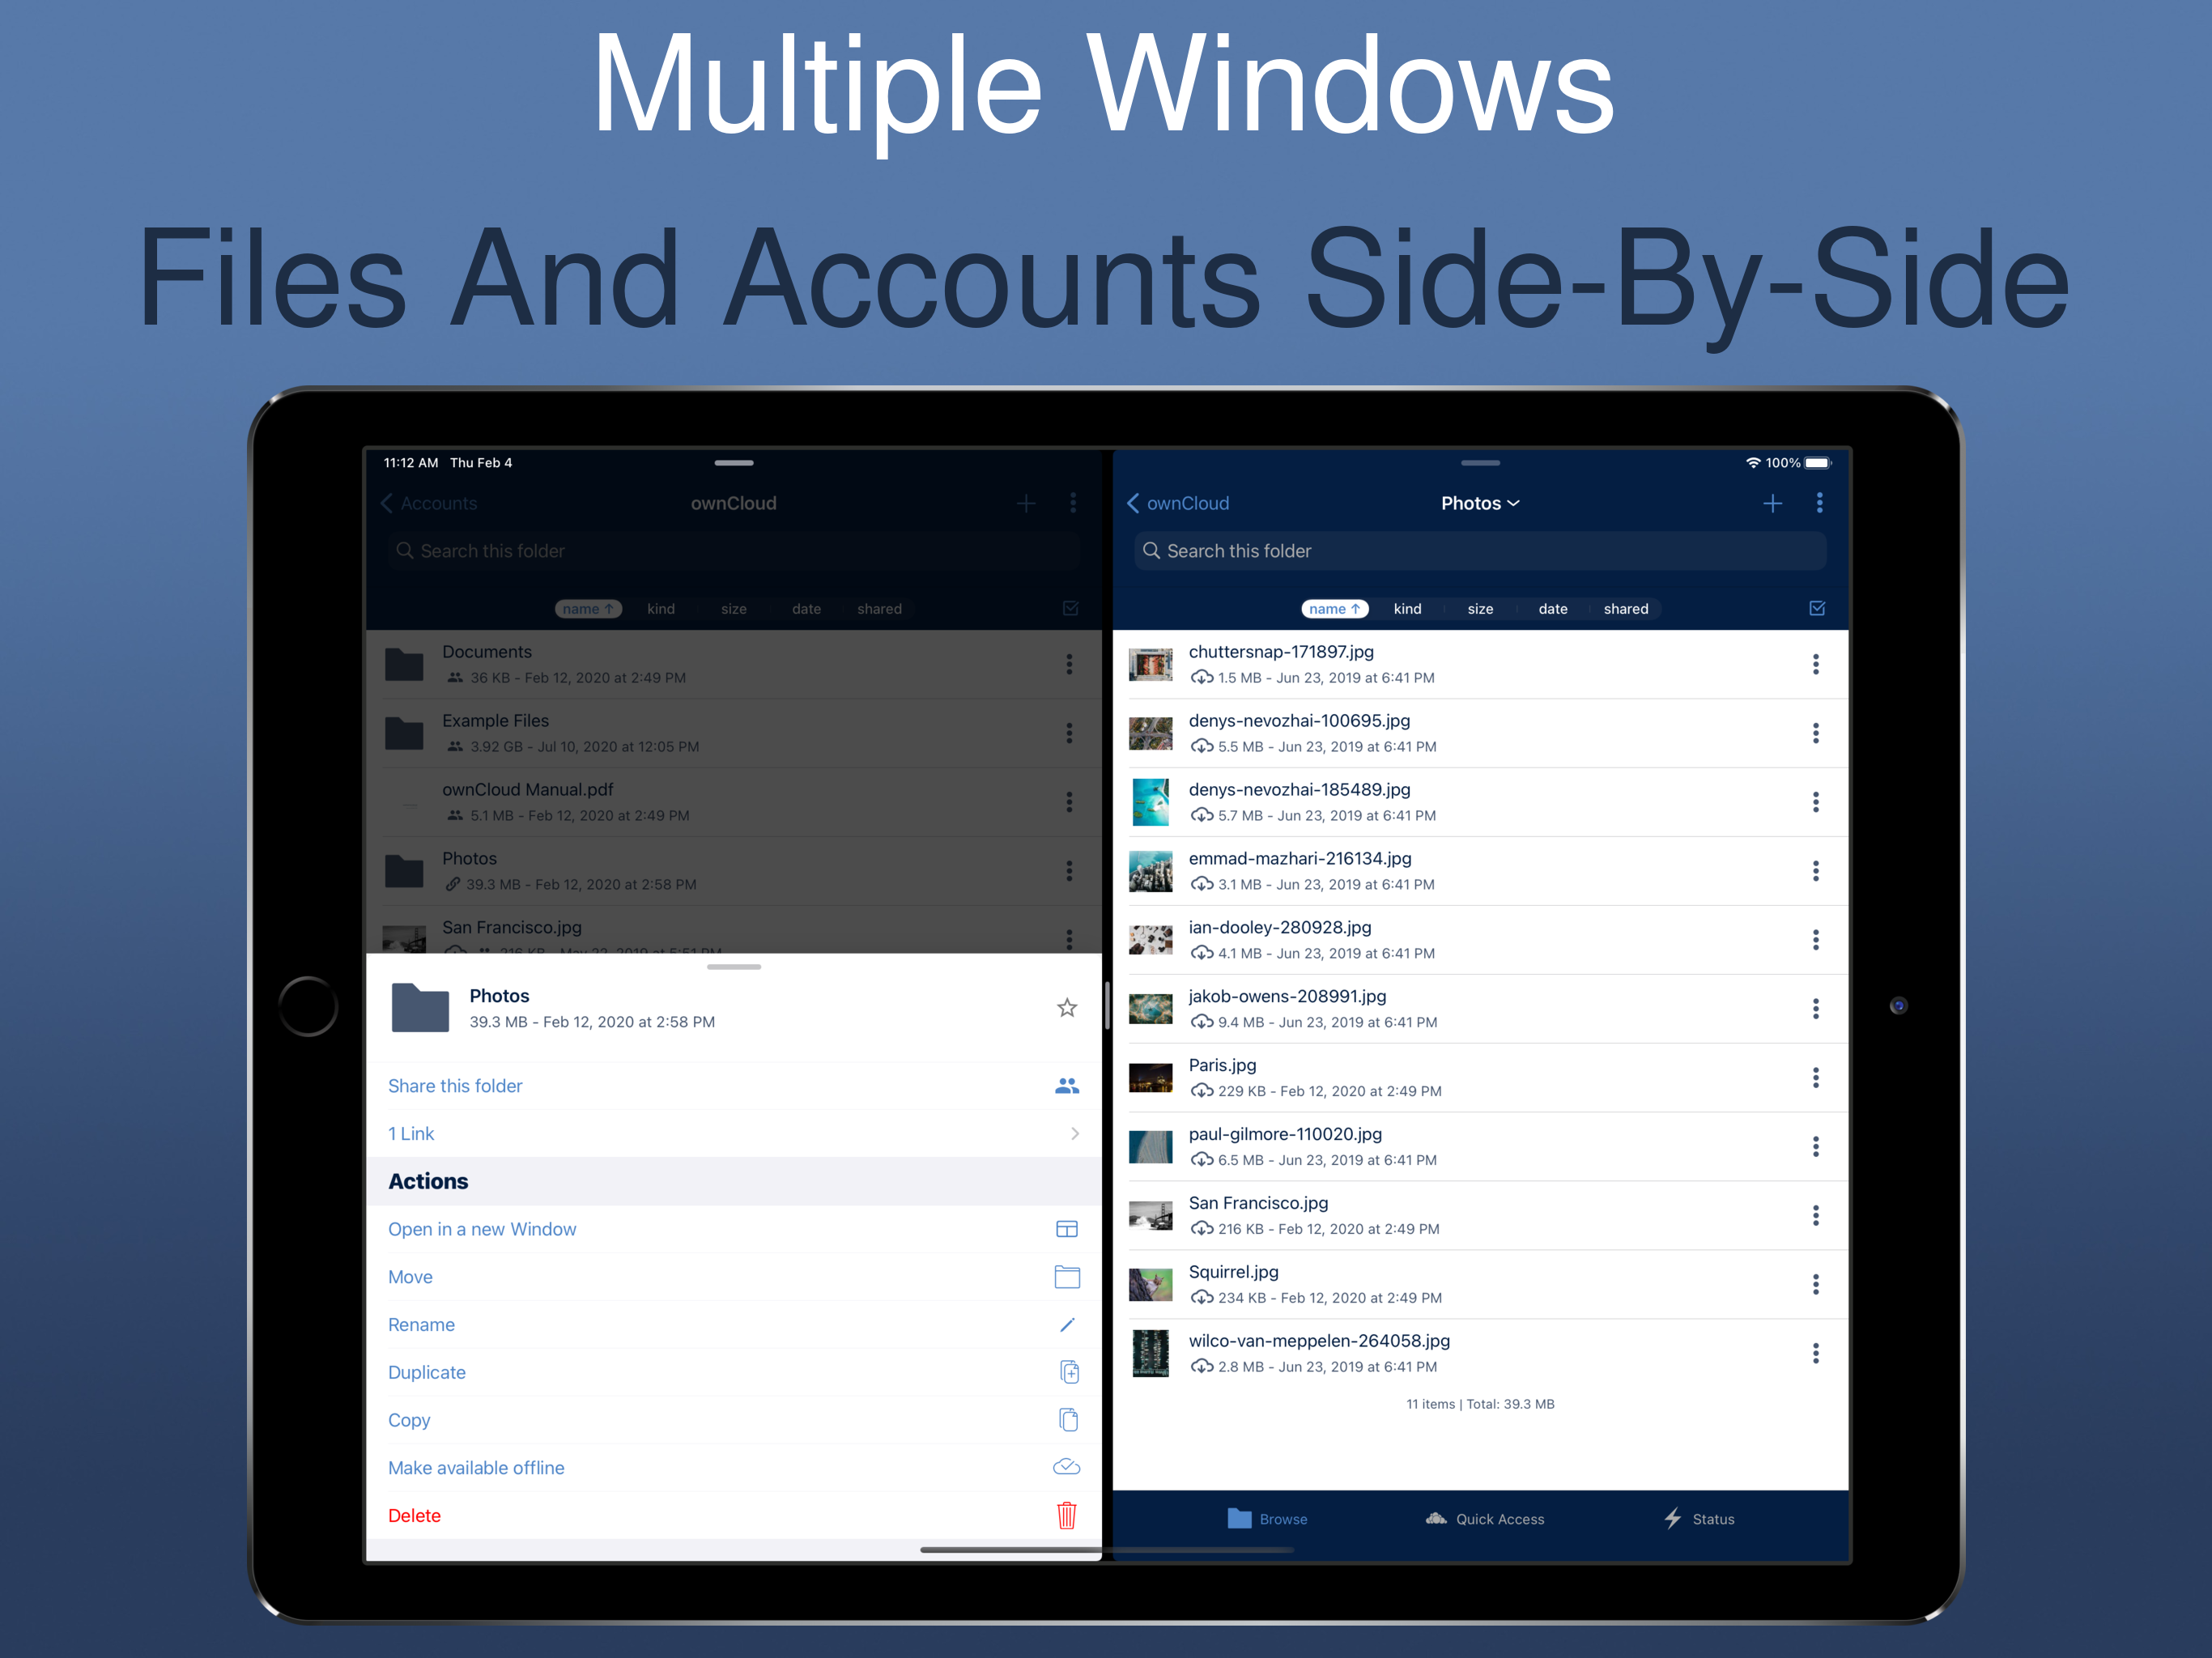 Multiple Windows
Files And Accounts Side-By-Side
11:12 AM Thu Feb 4
Accounts
ownCloud
Search this folder
name ↑ kind size date shared
Documents
36 KB - Feb 12, 2020 at 2:49 PM
Example Files
3.92 GB - Jul 10, 2020 at 12:05 PM
ownCloud Manual.pdf
5.1 MB - Feb 12, 2020 at 2:49 PM
Photos
39.3 MB - Feb 12, 2020 at 2:58 PM
San Francisco.jpg
216 KB - May 22, 2019 at 5:51 PM
Photos
39.3 MB - Feb 12, 2020 at 2:58 PM
Share this folder
1 Link
Actions
Open in a new Window
Move
Rename
Duplicate
Copy
Make available offline
Delete
100%
ownCloud
Photos
Search this folder
name ↑ kind size date shared
chuttersnap-171897.jpg
1.5 MB - Jun 23, 2019 at 6:41 PM
denys-nevozhai-100695.jpg
5.5 MB - Jun 23, 2019 at 6:41 PM
denys-nevozhai-185489.jpg
5.7 MB - Jun 23, 2019 at 6:41 PM
emmad-mazhari-216134.jpg
3.1 MB - Jun 23, 2019 at 6:41 PM
ian-dooley-280928.jpg
4.1 MB - Jun 23, 2019 at 6:41 PM
jakob-owens-208991.jpg
9.4 MB - Jun 23, 2019 at 6:41 PM
Paris.jpg
229 KB - Feb 12, 2020 at 2:49 PM
paul-gilmore-110020.jpg
6.5 MB - Jun 23, 2019 at 6:41 PM
San Francisco.jpg
216 KB - Feb 12, 2020 at 2:49 PM
Squirrel.jpg
234 KB - Feb 12, 2020 at 2:49 PM
wilco-van-meppelen-264058.jpg
2.8 MB - Jun 23, 2019 at 6:41 PM
11 items | Total: 39.3 MB
Browse
Quick Access
Status